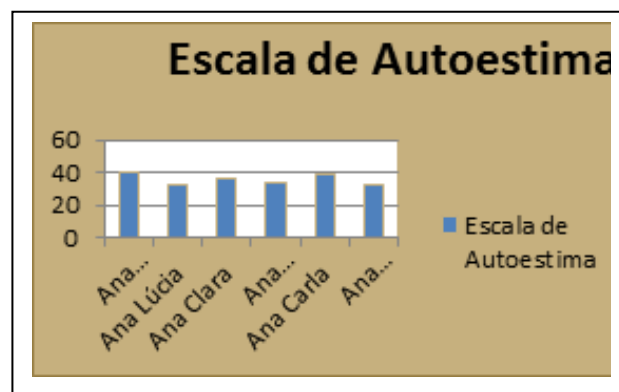 Escala de Autoestima
60
40
20
0
Ana...
Ana Lúcia
Ana Clara
Ana...
Ana Carla
Ana...
Escala de
Autoestima